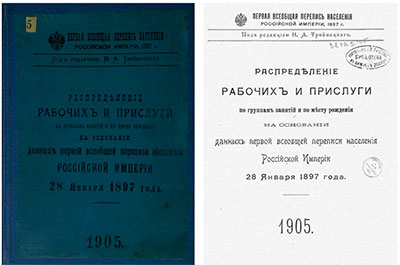 5
ПЕРВАЯ ВСЕОБЩАЯ ПЕРЕПИСЬ НАСЕЛЕНІЯ
РОССІЙСКОЙ ИМПЕРІИ, 1897 г.
Подъ редакціею Н. А. Тройницкаго.
РАСПРЕДѢЛЕНІЕ
РАБОЧИХЪ И ПРИСЛУГИ
по группамъ занятій и по мѣсту рожденія
НА ОСНОВАНІИ
данныхъ первой всеобщей переписи населенія
РОССІЙСКОЙ ИМПЕРІИ
28 Января 1897 года.
1905.
ПЕРВАЯ ВСЕОБЩАЯ ПЕРЕПИСЬ НАСЕЛЕНІЯ
РОССІЙСКОЙ ИМПЕРІИ, 1897 г.
Подъ редакціею Н. А. Тройницкаго.
БИБЛІОТЕКА
РАСПРЕДѢЛЕНІЕ
РАБОЧИХЪ И ПРИСЛУГИ
по группамъ занятій и по мѣсту рожденія
НА ОСНОВАНІИ
данныхъ первой всеобщей переписи населенія
Россійской Имперіи
28 Января 1897 года.
1905.